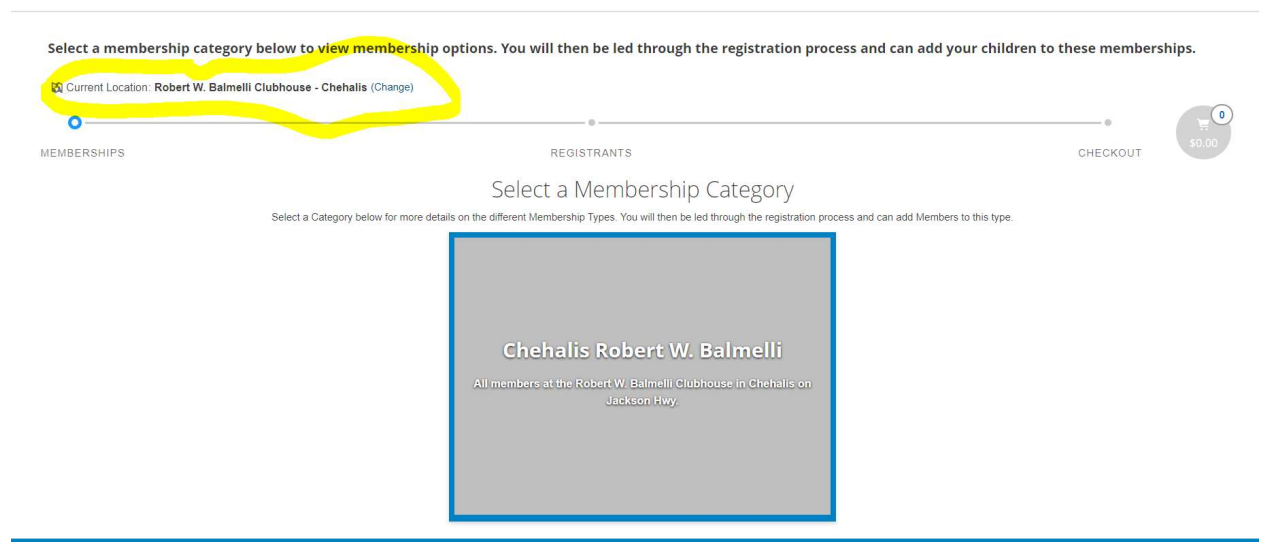 Select a membership category below to view membership options. You will then be led through the registration process and can add your children to these memberships.
Current Location: Robert W. Balmelli Clubhouse - Chehalis (Change)
0
$0.00
MEMBERSHIPS
REGISTRANTS
CHECKOUT
Select a Membership Category
Select a Category below for more details on the different Membership Types. You will then be led through the registration process and can add Members to this type.
Chehalis Robert W. Balmelli
All members at the Robert W. Balmelli Clubhouse in Chehalis on
Jackson Hwy.